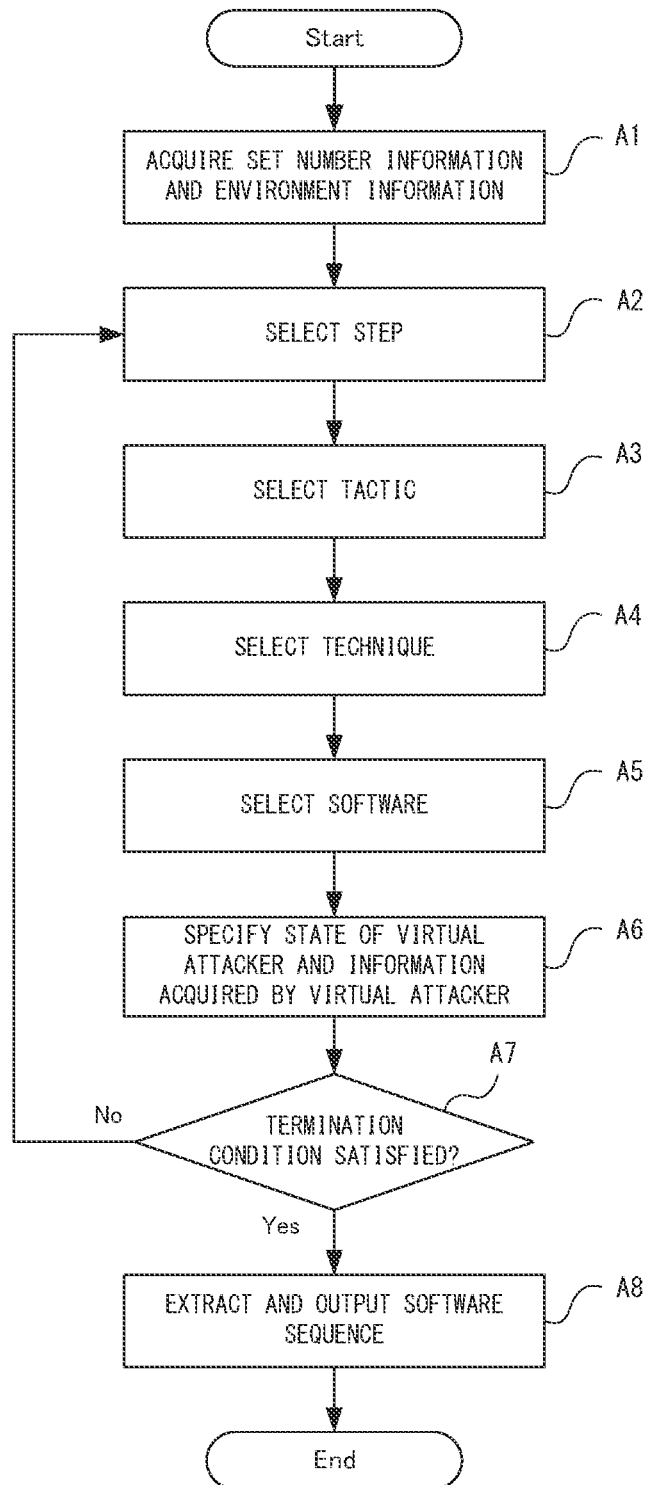 Start
ACQUIRE SET NUMBER INFORMATION
AND ENVIRONMENT INFORMATION
A1
SELECT STEP
A2
SELECT TACTIC
A3
SELECT TECHNIQUE
A4
SELECT SOFTWARE
A5
SPECIFY STATE OF VIRTUAL
ATTACKER AND INFORMATION
ACQUIRED BY VIRTUAL ATTACKER
A6
A7
No
TERMINATION
CONDITION SATISFIED?
Yes
EXTRACT AND OUTPUT SOFTWARE
SEQUENCE
A8
End